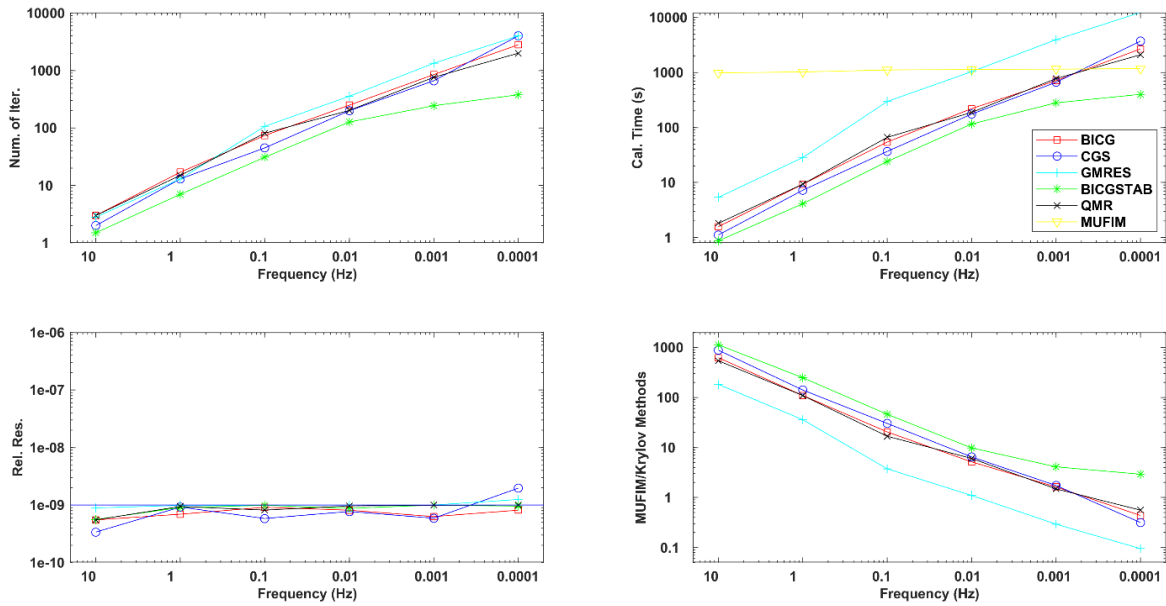 10000
1000
100
10
1
Num. of Iter.
10 1 0.1 0.01 0.001 0.0001
Frequency (Hz)
10000
1000
100
10
1
Cal. Time (s)
10 1 0.1 0.01 0.001 0.0001
Frequency (Hz)
BICG
CGS
GMRES
BICGSTAB
QMR
MUFIM
1e-06
1e-07
1e-08
1e-09
1e-10
Rel. Res.
10 1 0.1 0.01 0.001 0.0001
Frequency (Hz)
1000
100
10
1
0.1
MUFIM/Krylov Methods
10 1 0.1 0.01 0.001 0.0001
Frequency (Hz)